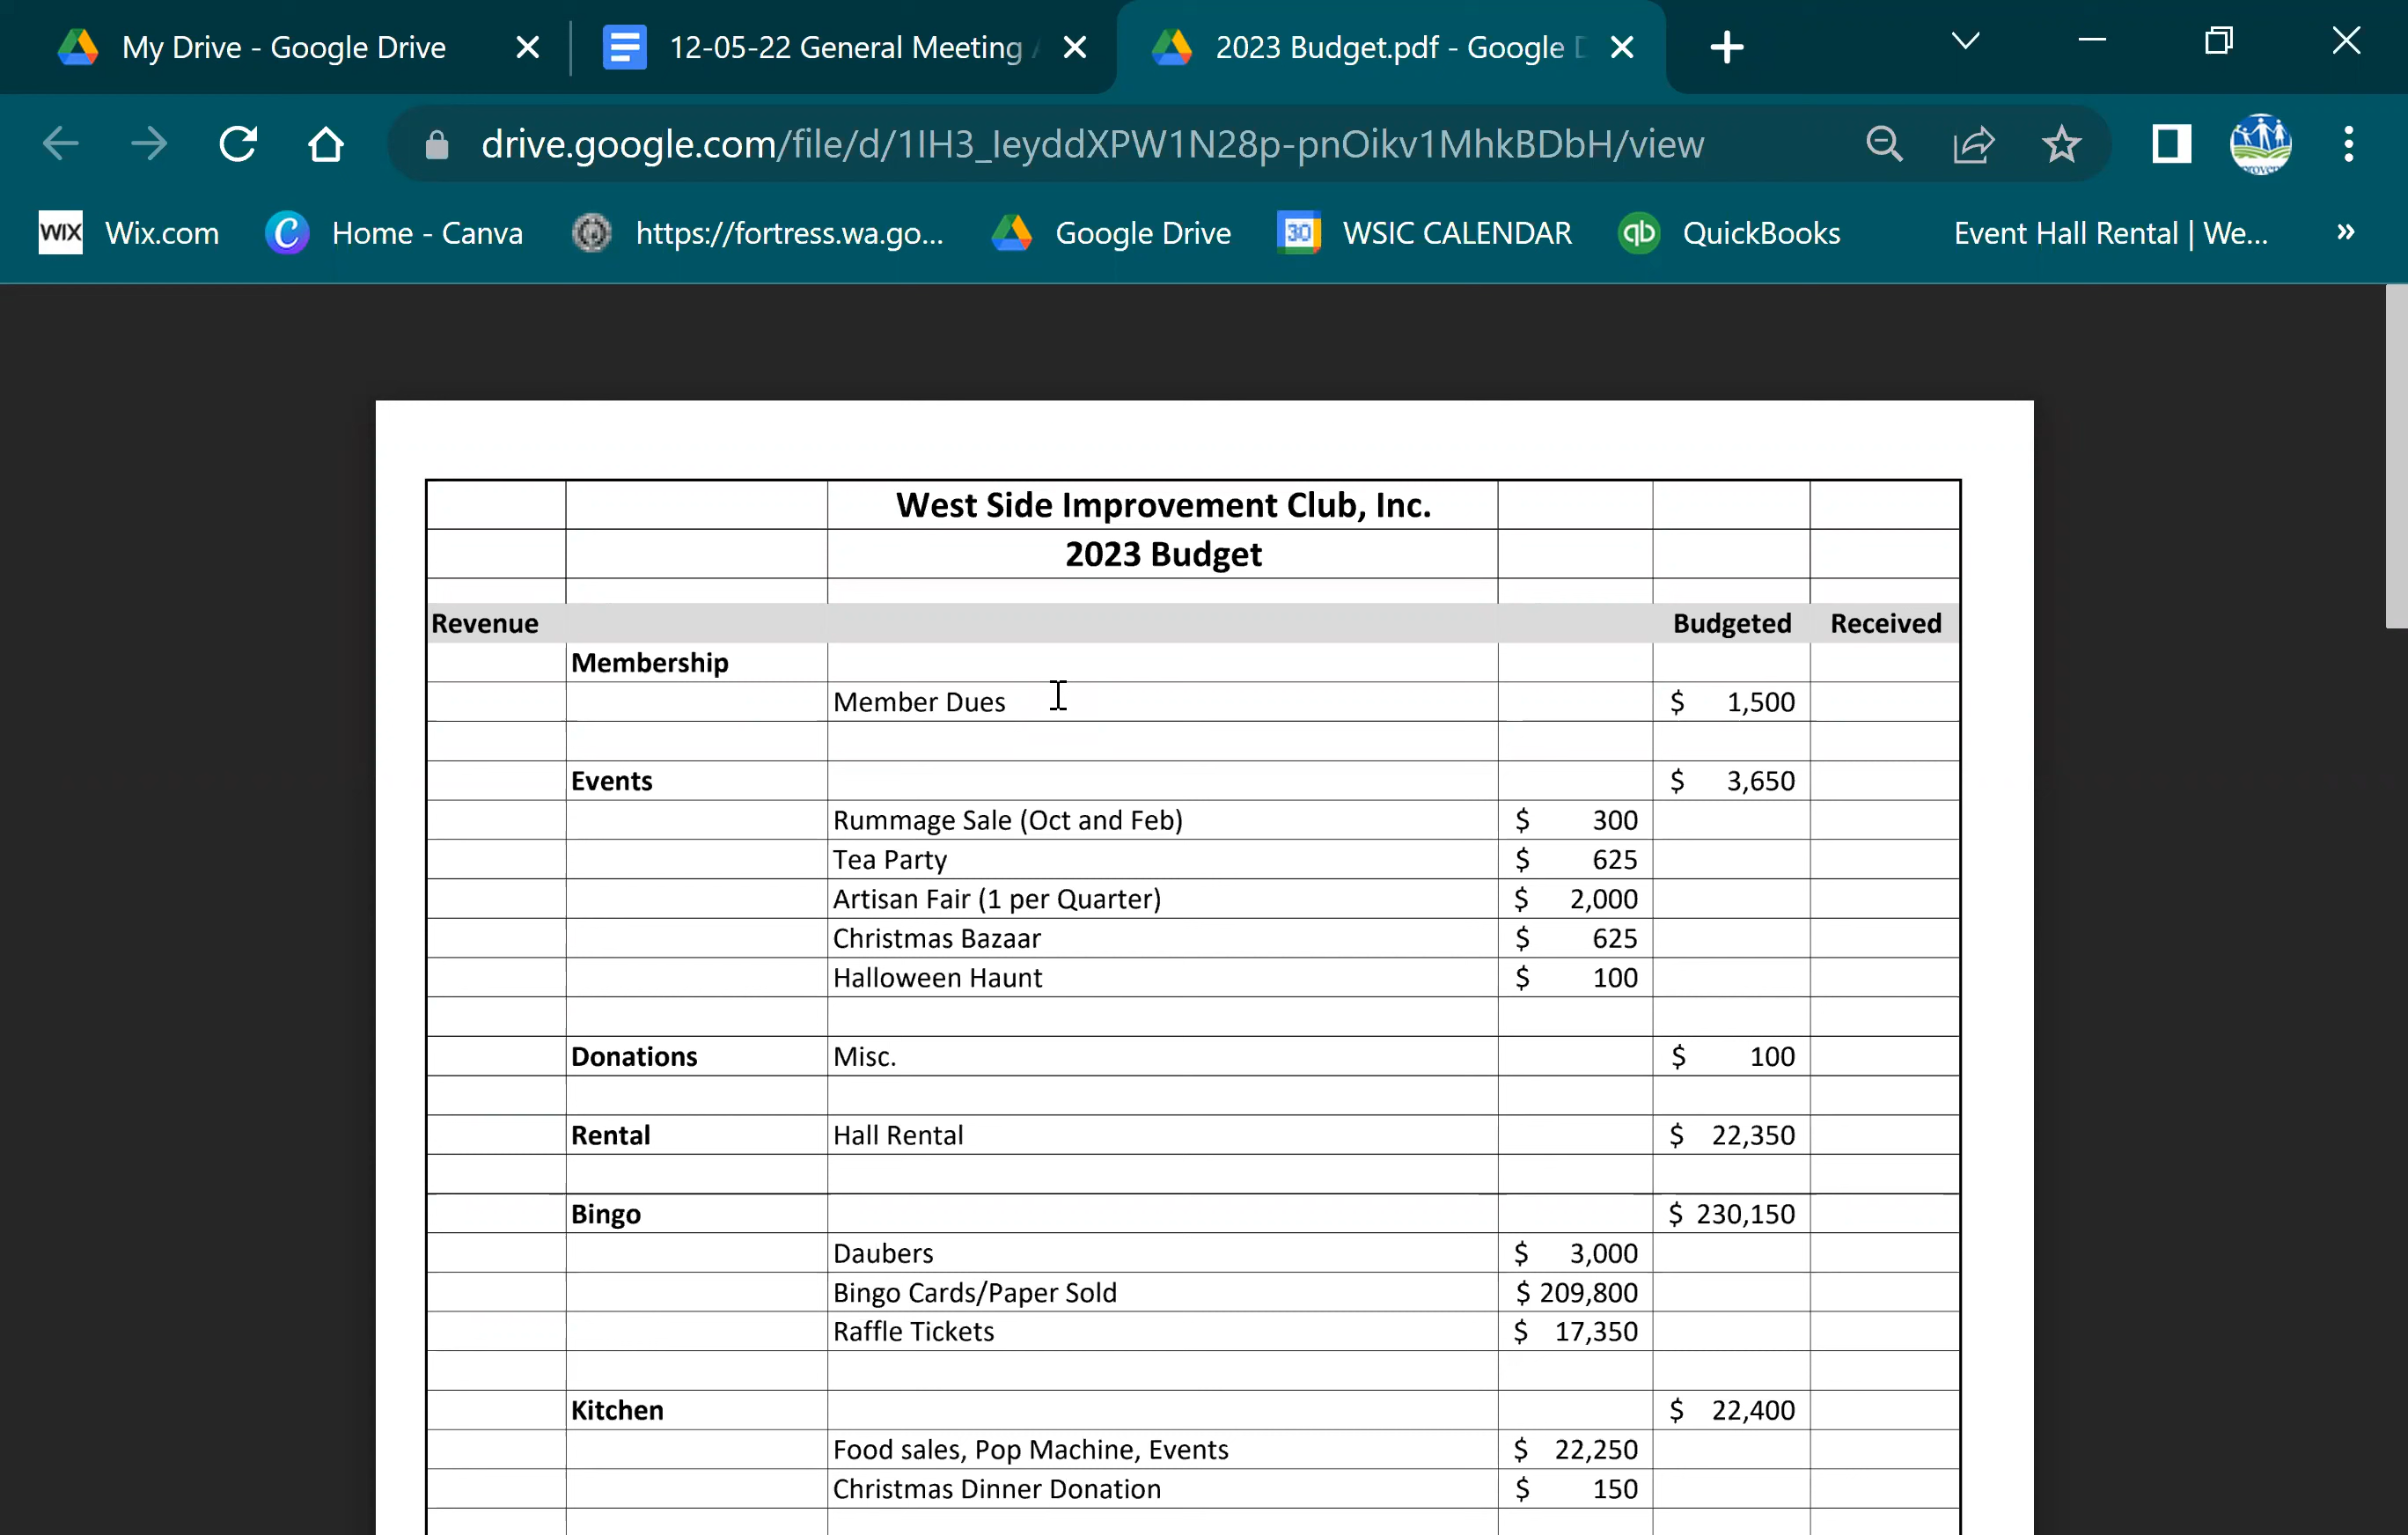 My Drive - Google Drive
12-05-22 General Meeting
2023 Budget.pdf - Google
drive.google.com/file/d/1IH3_IeyddXPW1N28p-pnOikv1MhkBDbH/view
WIX Wix.com Home - Canva https://fortress.wa.go... Google Drive 30 WSIC CALENDAR qb QuickBooks Event Hall Rental | We... »
West Side Improvement Club, Inc.
2023 Budget
Revenue Budgeted Received
Membership
Member Dues $ 1,500
Events $ 3,650
Rummage Sale (Oct and Feb) $ 300
Tea Party $ 625
Artisan Fair (1 per Quarter) $ 2,000
Christmas Bazaar $ 625
Halloween Haunt $ 100
Donations Misc. $ 100
Rental Hall Rental $ 22,350
Bingo $ 230,150
Daubers $ 3,000
Bingo Cards/Paper Sold $ 209,800
Raffle Tickets $ 17,350
Kitchen $ 22,400
Food sales, Pop Machine, Events $ 22,250
Christmas Dinner Donation $ 150